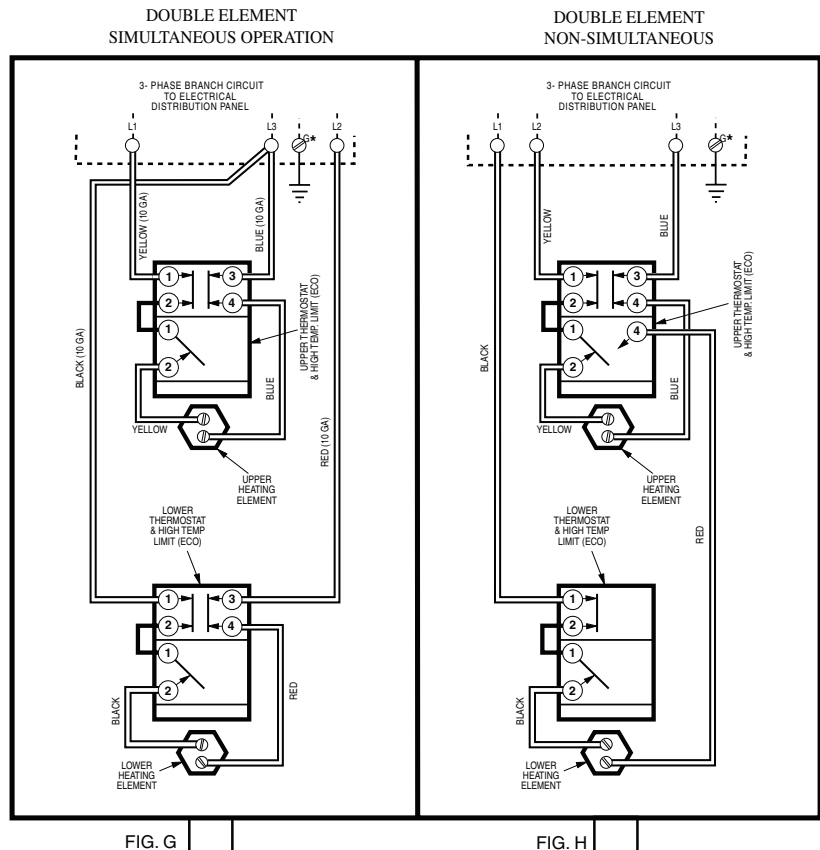 DOUBLE ELEMENT
SIMULTANEOUS OPERATION
3- PHASE BRANCH CIRCUIT
TO ELECTRICAL
DISTRIBUTION PANEL
L1
L3
G*
L2
YELLOW (10 GA)
BLUE (10 GA)
1
3
2
4
1
2
UPPER THERMOSTAT
& HIGH TEMP. LIMIT (ECO)
BLACK (10 GA)
BLUE
RED (10 GA)
YELLOW
UPPER
HEATING
ELEMENT
LOWER
THERMOSTAT
& HIGH TEMP
LIMIT (ECO)
1
3
2
4
1
2
BLACK
RED
LOWER
HEATING
ELEMENT
FIG. G
DOUBLE ELEMENT
NON-SIMULTANEOUS
3- PHASE BRANCH CIRCUIT
TO ELECTRICAL
DISTRIBUTION PANEL
L1
L2
L3
G*
YELLOW
BLUE
1
3
2
4
1
4
2
UPPER THERMOSTAT
& HIGH TEMP. LIMIT (ECO)
BLACK
BLUE
YELLOW
UPPER
HEATING
ELEMENT
RED
LOWER
THERMOSTAT
& HIGH TEMP
LIMIT (ECO)
1
2
1
2
BLACK
LOWER
HEATING
ELEMENT
FIG. H